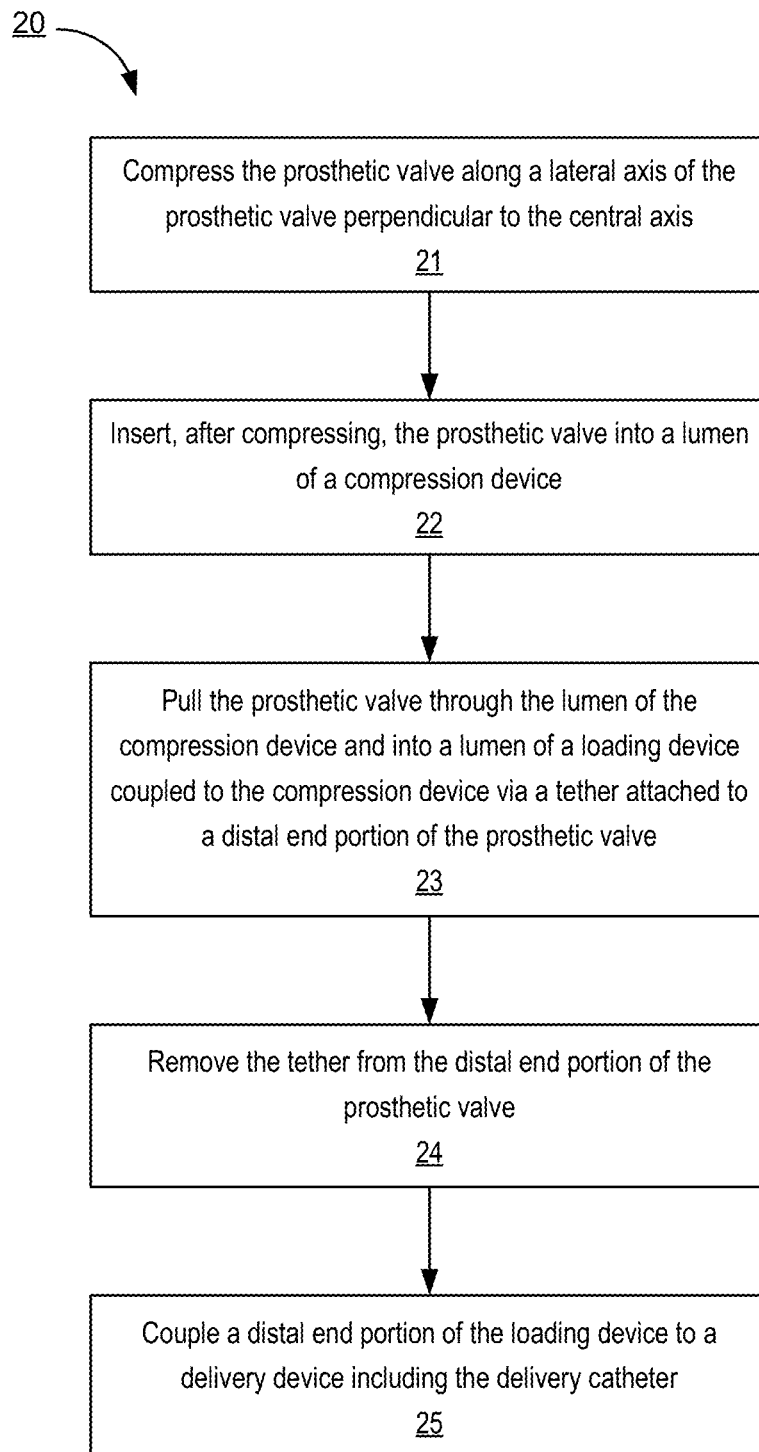 20
Compress the prosthetic valve along a lateral axis of the
prosthetic valve perpendicular to the central axis
21
Insert, after compressing, the prosthetic valve into a lumen
of a compression device
22
Pull the prosthetic valve through the lumen of the
compression device and into a lumen of a loading device
coupled to the compression device via a tether attached to
a distal end portion of the prosthetic valve
23
Remove the tether from the distal end portion of the
prosthetic valve
24
Couple a distal end portion of the loading device to a
delivery device including the delivery catheter
25